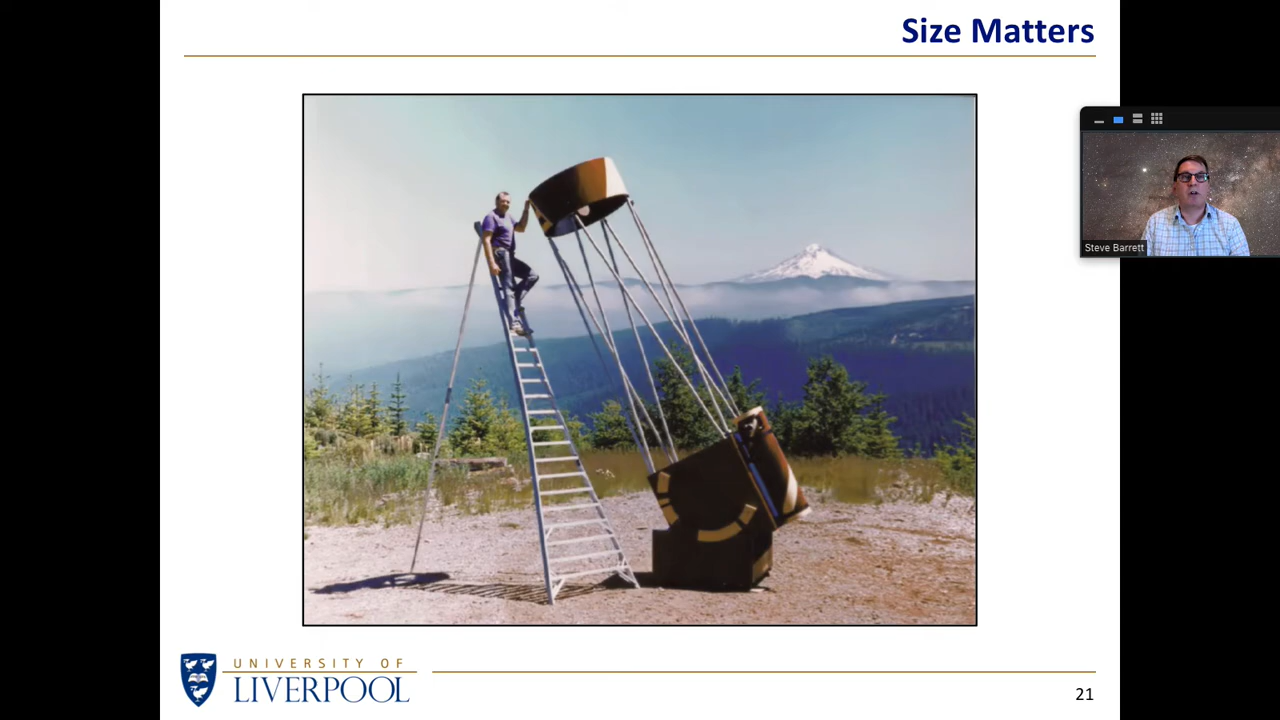 Size Matters
Steve Barrett
UNIVERSITY OF
LIVERPOOL
21